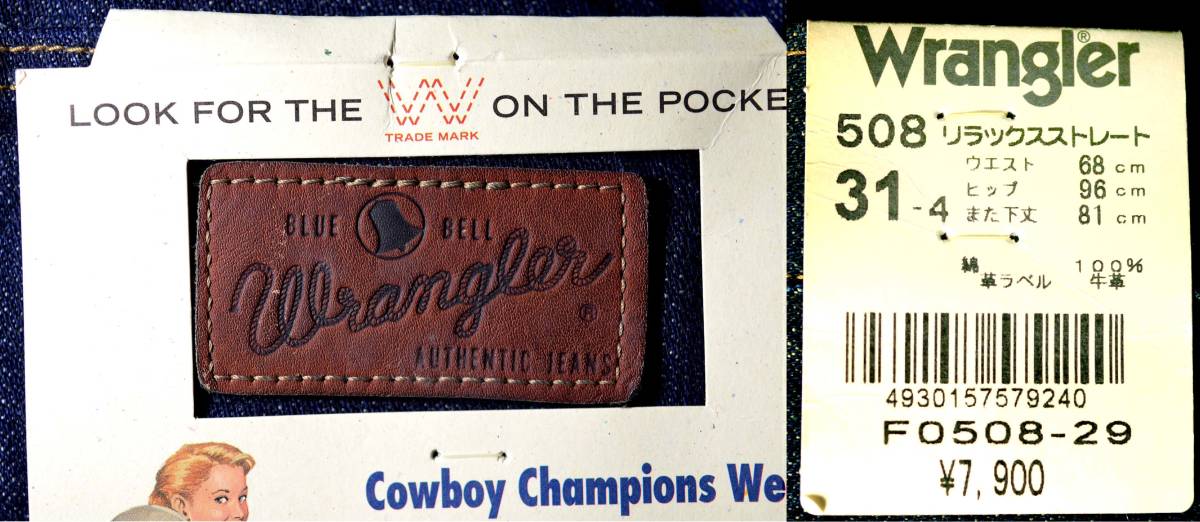 LOOK FOR THE W ON THE POCKE
TRADE MARK
BLUE BELL
Wrangler
®
AUTHENTIC JEANS
Cowboy Champions We
Wrangler®
508 リラックスストレート
31-4
ウエスト 68 cm
ヒップ 96 cm
また下丈 81 cm
綿 100%
革ラベル 牛革
4930157579240
F0508-29
¥7,900